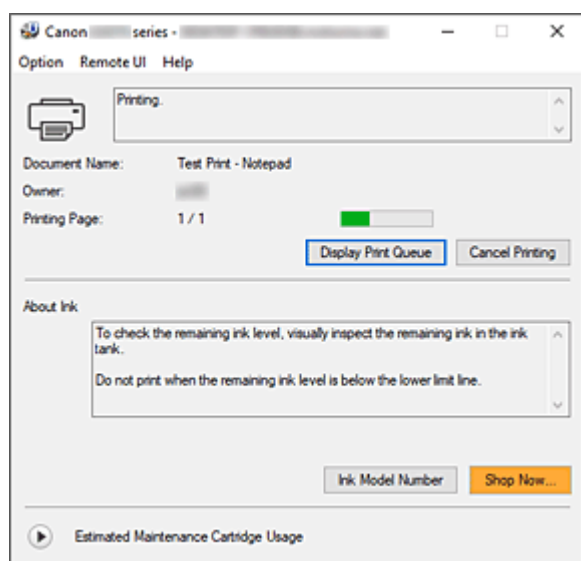 Canon series -
Option Remote UI Help
Printing.
Document Name: Test Print - Notepad
Owner:
Printing Page: 1 / 1
Display Print Queue Cancel Printing
About Ink
To check the remaining ink level, visually inspect the remaining ink in the ink
tank.
Do not print when the remaining ink level is below the lower limit line.
Ink Model Number Shop Now...
Estimated Maintenance Cartridge Usage